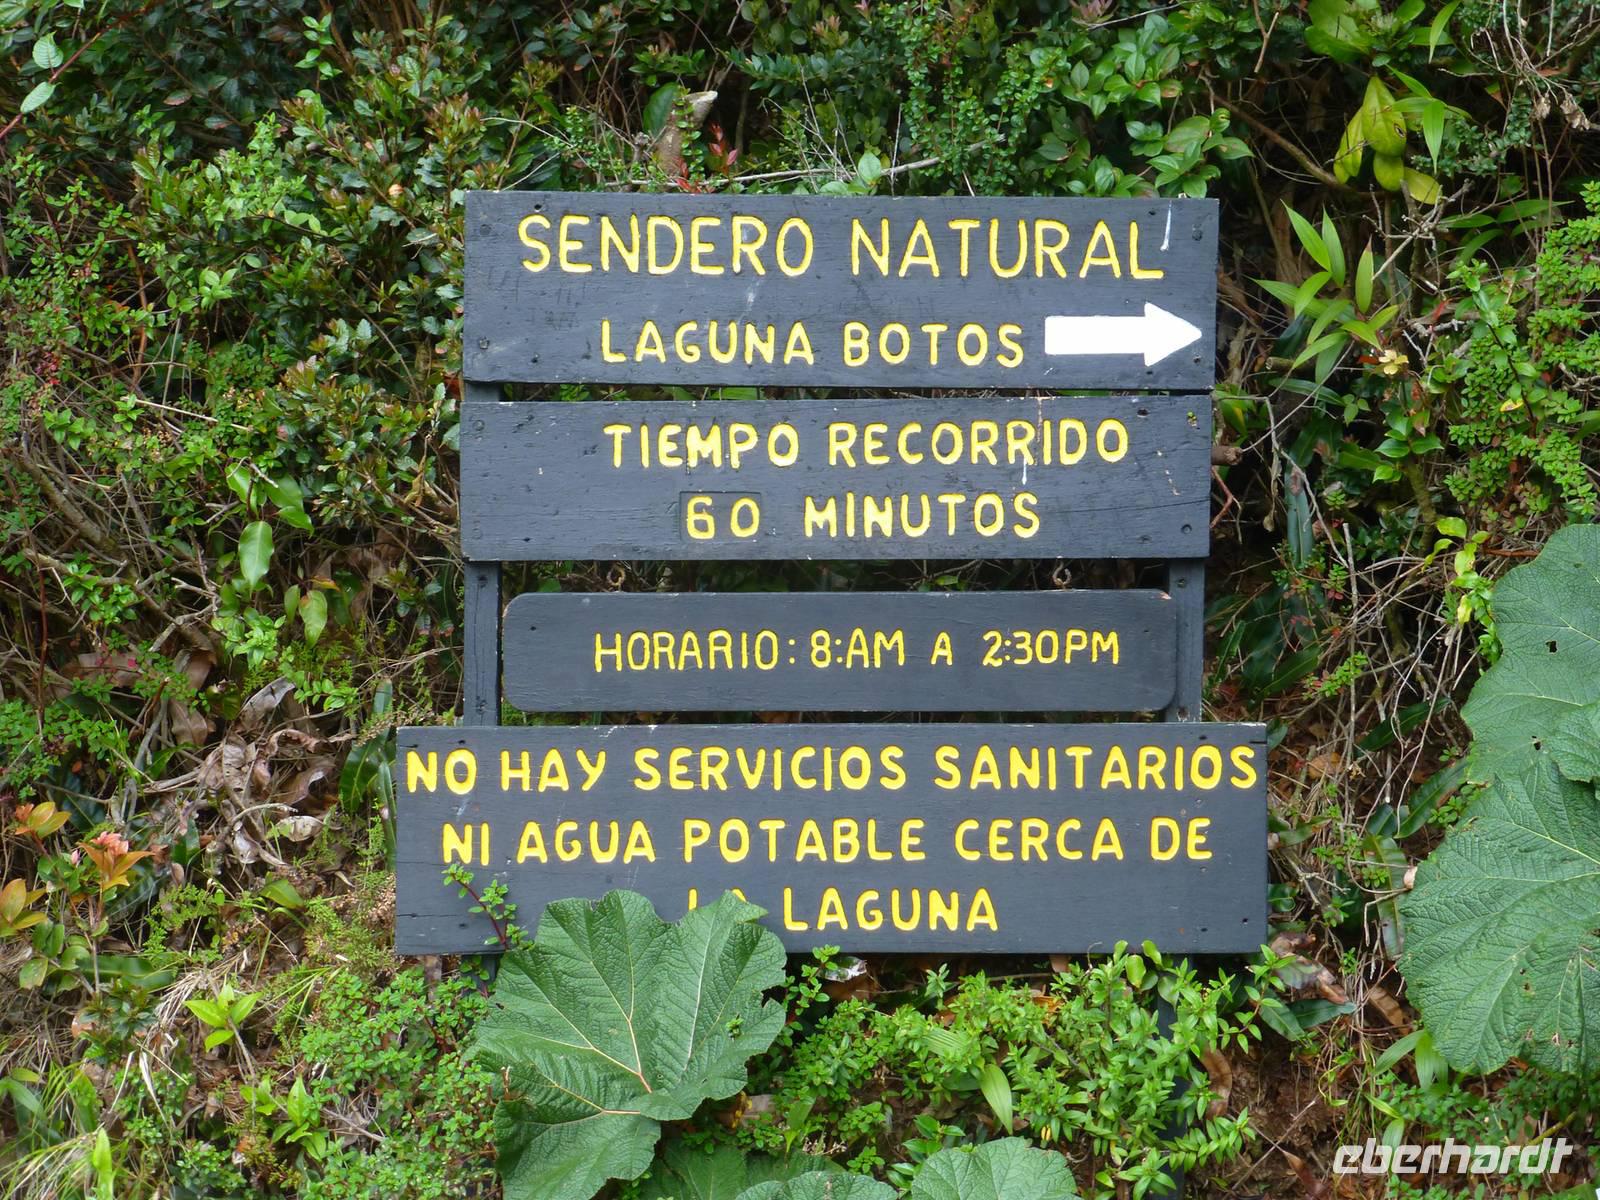 SENDERO NATURAL
LAGUNA BOTOS
TIEMPO RECORRIDO
60 MINUTOS
HORARIO: 8:AM A 2:30PM
NO HAY SERVICIOS SANITARIOS
NI AGUA POTABLE CERCA DE
LA LAGUNA
eberhardt